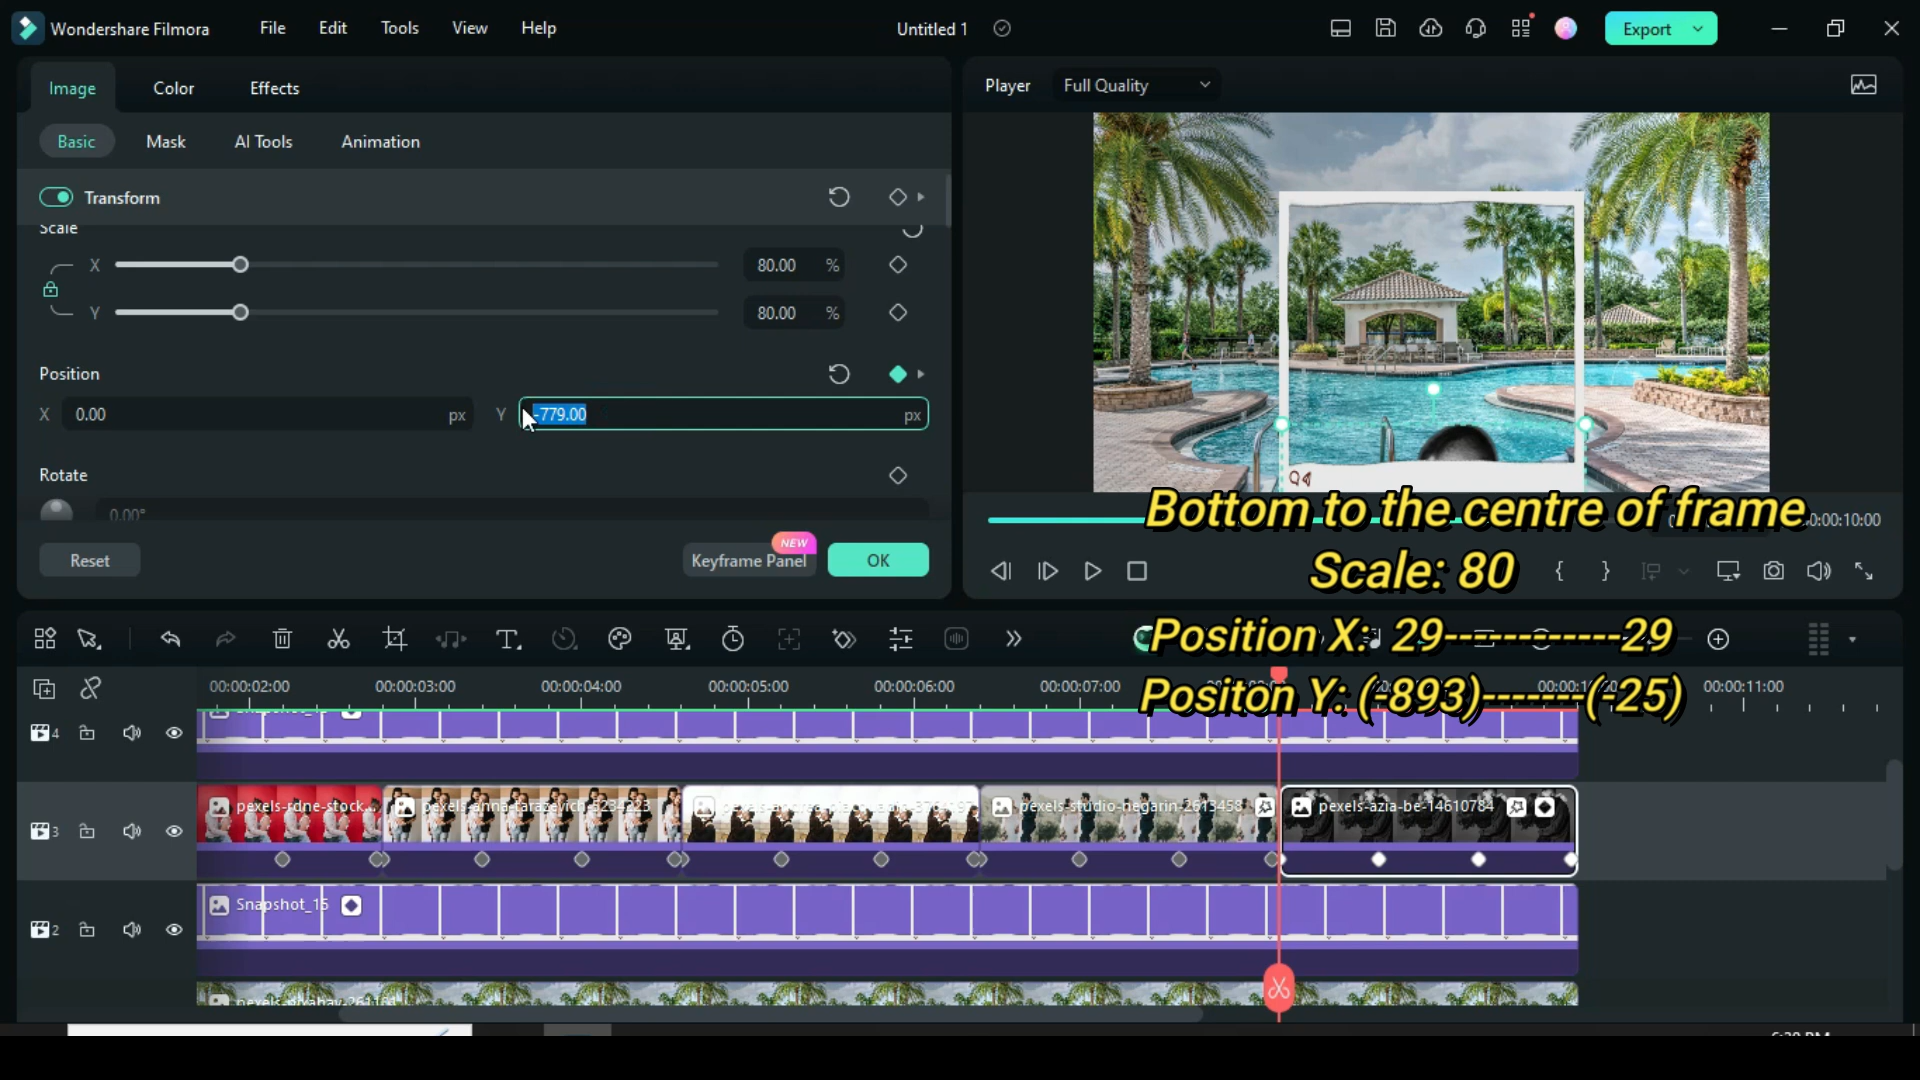 Wondershare Filmora File Edit Tools View Help Untitled 1 Export
Image Color Effects Player Full Quality
Basic Mask AI Tools Animation
Transform
Scale
X 80.00 %
Y 80.00 %
Position
X 0.00 px Y -779.00 px
Rotate
0.00°
Bottom to the centre of frame
00:00:10:00
NEW
Reset Keyframe Panel OK
Scale: 80
Position X: 29------------29
Positon Y: (-893)-------(-25)
00:00:02:00 00:00:03:00 00:00:04:00 00:00:05:00 00:00:06:00 00:00:07:00 00:00:11:00
4
3 pexels-rdne-stock... pexels-anna-tarazevich-5234223 pexels-studio-negarin-2613458 pexels-azia-be-14610784
2 Snapshot_15